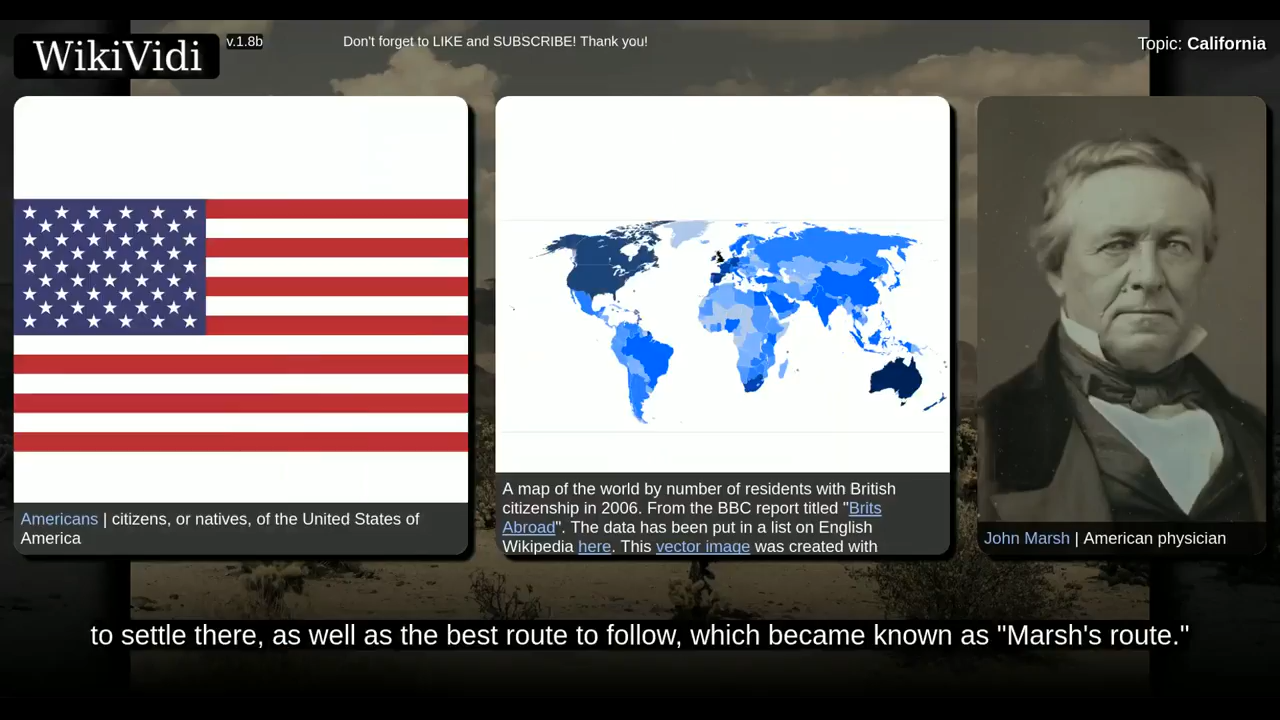 WikiVidi
v.1.8b
Don't forget to LIKE and SUBSCRIBE! Thank you!
Topic: California
Americans | citizens, or natives, of the United States of
America
A map of the world by number of residents with British
citizenship in 2006. From the BBC report titled "Brits
Abroad". The data has been put in a list on English
Wikipedia here. This vector image was created with
John Marsh | American physician
to settle there, as well as the best route to follow, which became known as "Marsh's route."